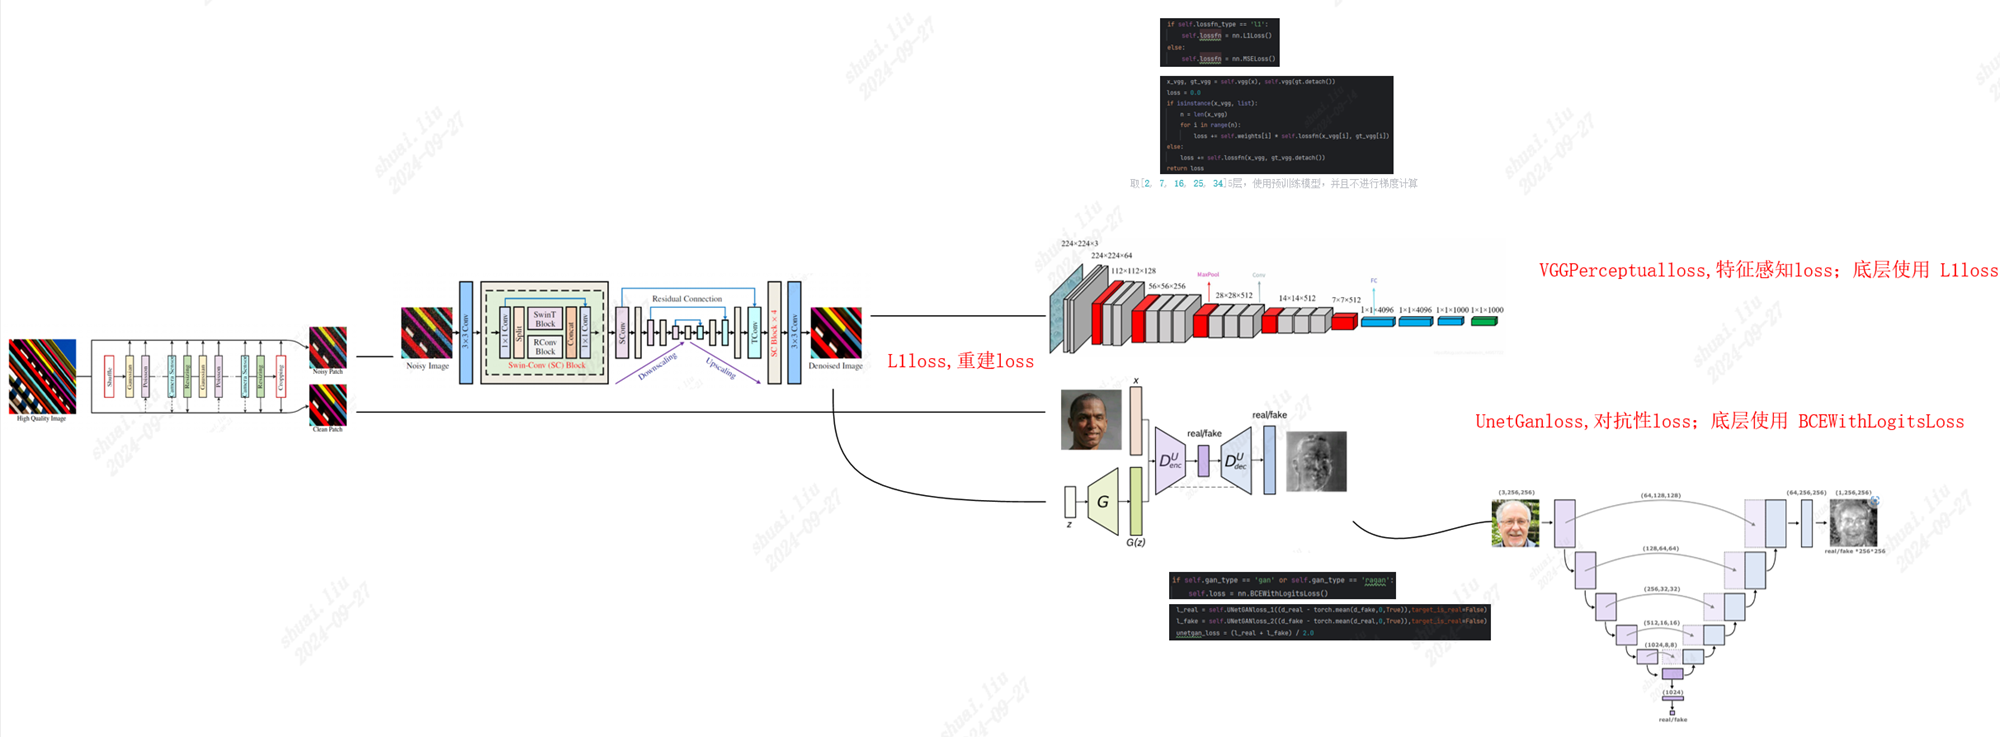 if self.lossfn_type == 'l1':
self.lossfn = nn.L1Loss()
else:
self.lossfn = nn.MSELoss()
x_vgg, gt_vgg = self.vgg(x), self.vgg(gt.detach())
loss = 0.0
if isinstance(x_vgg, list):
n = len(x_vgg)
for i in range(n):
loss += self.weights[i] * self.lossfn(x_vgg[i], gt_vgg[i])
else:
loss += self.lossfn(x_vgg, gt_vgg.detach())
return loss
取[2, 7, 16, 25, 34]5层，使用预训练模型，并且不进行梯度计算
224×224×3
224×224×64
112×112×128
56×56×256
MaxPool
28×28×512
Conv
14×14×512
7×7×512
FC
1×1×4096
1×1×4096
1×1×1000
1×1×1000
VGGPerceptualloss,特征感知loss；底层使用 L1loss
High Quality Image
Shuffle
Gaussian
Poisson
Camera Sensor
Resizing
Gaussian
Poisson
Camera Sensor
Resizing
Cropping
Noisy Patch
Clean Patch
Noisy Image
3×3 Conv
1×1 Conv
Split
SwinT Block
RConv Block
Concat
1×1 Conv
Swin-Conv (SC) Block
SConv
Residual Connection
Downscaling
Upscaling
TConv
SC Block × 4
3×3 Conv
Denoised Image
L1loss,重建loss
x
z
G
G(z)
real/fake
D^U_enc
D^U_dec
real/fake
UnetGanloss,对抗性loss；底层使用 BCEWithLogitsLoss
if self.gan_type == 'gan' or self.gan_type == 'ragan':
self.loss = nn.BCEWithLogitsLoss()
l_real = self.UNetGANloss_1((d_real - torch.mean(d_fake,0,True)),target_is_real=False)
l_fake = self.UNetGANloss_2((d_fake - torch.mean(d_real,0,True)),target_is_real=False)
unetgan_loss = (l_real + l_fake) / 2.0
(3,256,256)
(64,128,128)
(64,256,256)
(1,256,256)
real/fake *256*256
(128,64,64)
(256,32,32)
(512,16,16)
(1024,8,8)
(1024)
real/fake
shuai.liu
2024-09-27